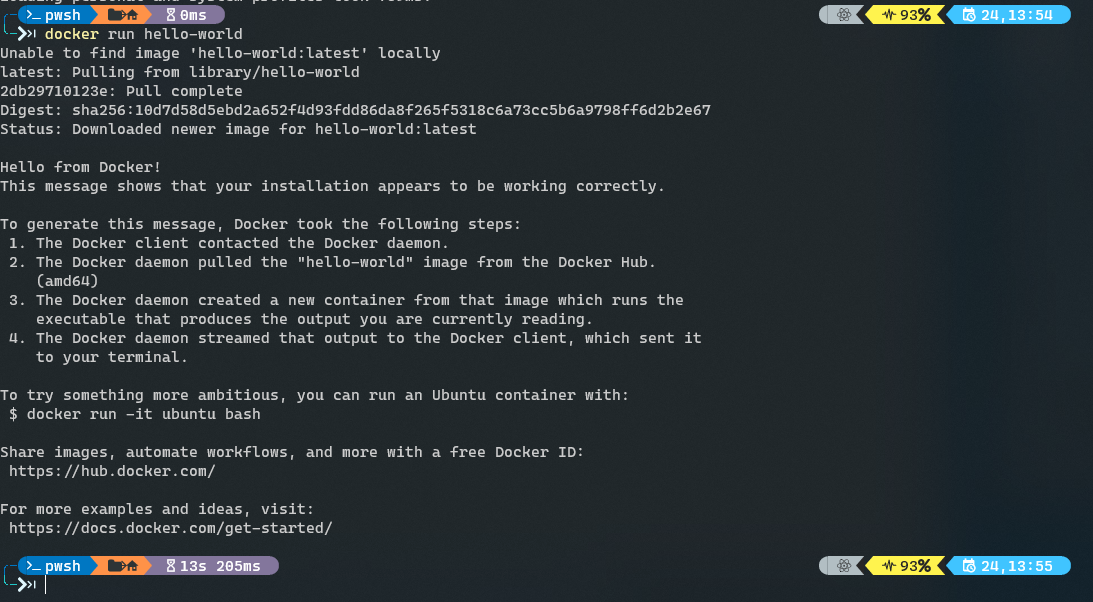 >_ pwsh 0ms 93% 24,13:54
docker run hello-world
Unable to find image 'hello-world:latest' locally
latest: Pulling from library/hello-world
2db29710123e: Pull complete
Digest: sha256:10d7d58d5ebd2a652f4d93fdd86da8f265f5318c6a73cc5b6a9798ff6d2b2e67
Status: Downloaded newer image for hello-world:latest
Hello from Docker!
This message shows that your installation appears to be working correctly.
To generate this message, Docker took the following steps:
1. The Docker client contacted the Docker daemon.
2. The Docker daemon pulled the "hello-world" image from the Docker Hub.
(amd64)
3. The Docker daemon created a new container from that image which runs the
executable that produces the output you are currently reading.
4. The Docker daemon streamed that output to the Docker client, which sent it
to your terminal.
To try something more ambitious, you can run an Ubuntu container with:
$ docker run -it ubuntu bash
Share images, automate workflows, and more with a free Docker ID:
https://hub.docker.com/
For more examples and ideas, visit:
https://docs.docker.com/get-started/
>_ pwsh 13s 205ms 93% 24,13:55